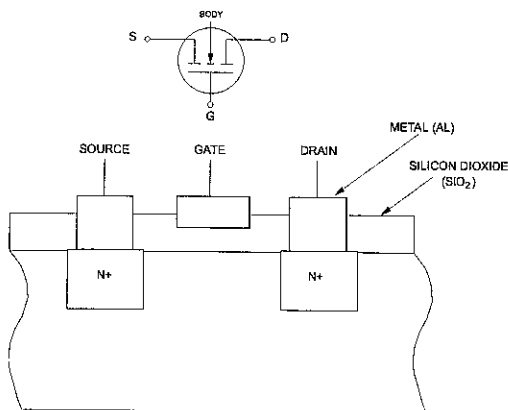 BODY
S
D
G
METAL (AL)
SOURCE
GATE
DRAIN
SILICON DIOXIDE
(SIO₂)
N+
N+